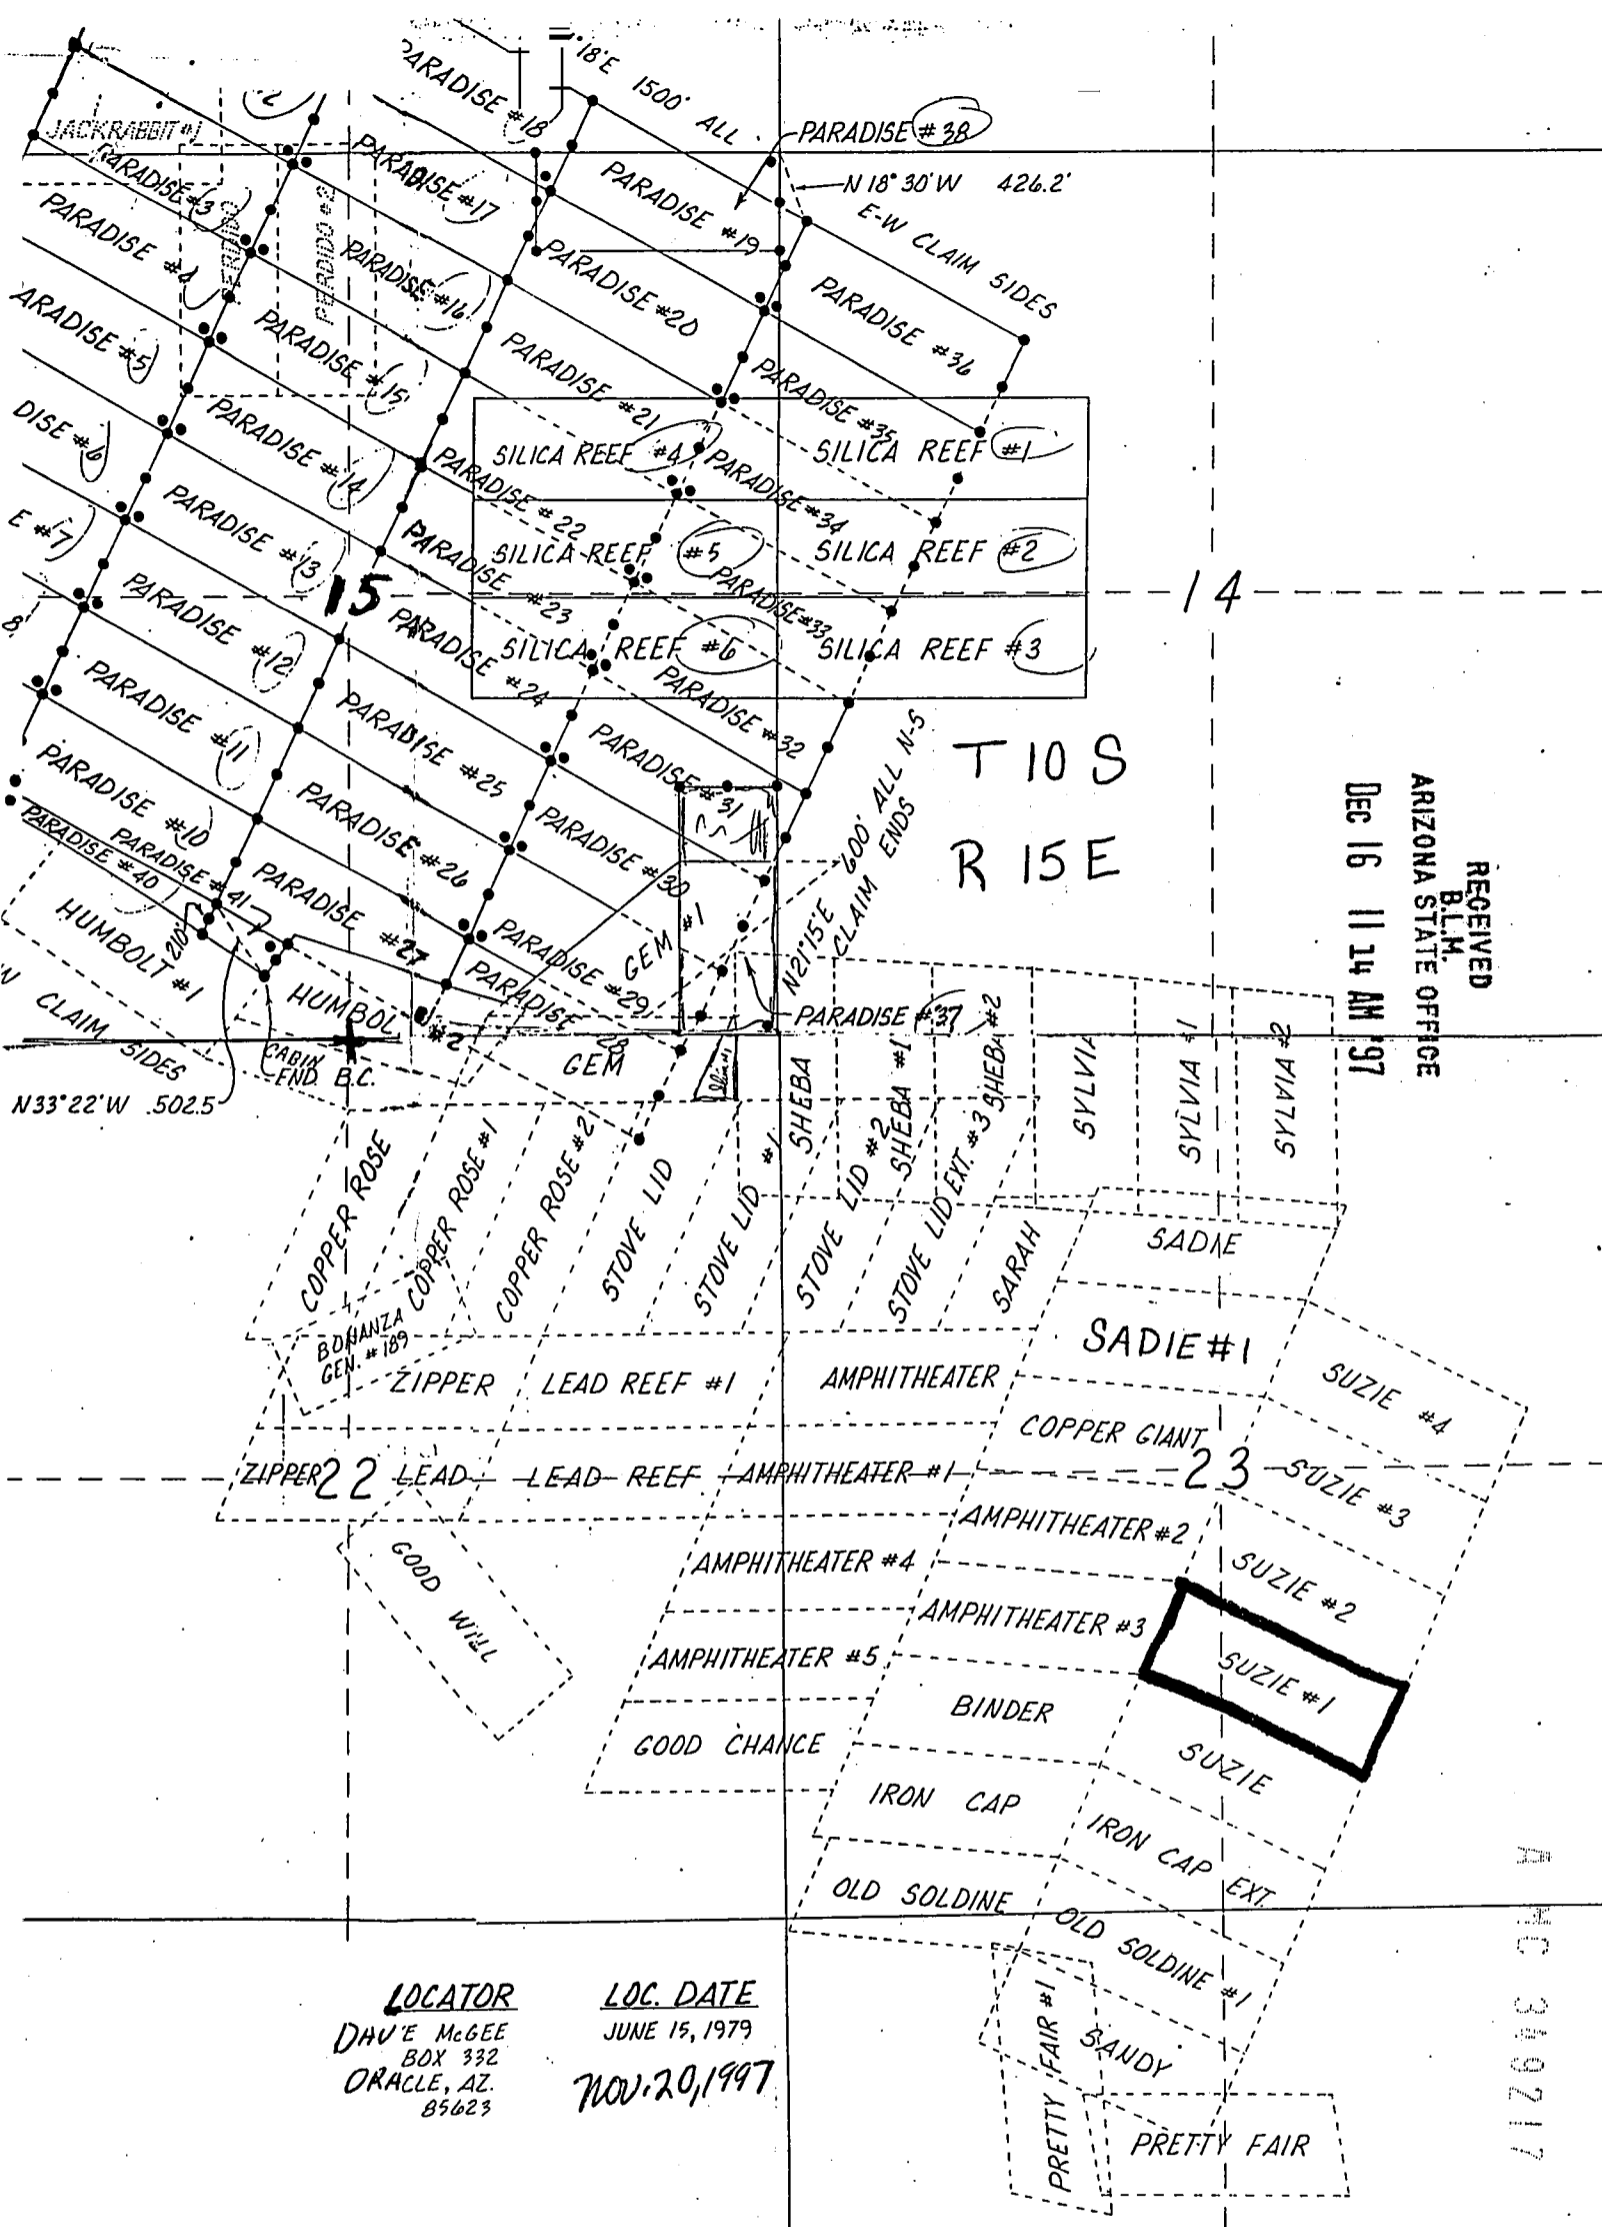 PARADISE #18
18'E 1500' ALL
E-W CLAIM SIDES
PARADISE #38
N 18° 30' W 426.2'
JACKRABBIT #1
PARADISE #3
PARADISE #17
PARADISE #19
PARADISE #4
PERDIDO
PERDIDO #2
PARADISE #16
PARADISE #20
PARADISE #36
ARADISE #5
PARADISE #15
PARADISE #21
PARADISE #35
DISE #6
PARADISE #14
PARADISE #22
SILICA REEF #4
PARADISE #34
SILICA REEF #1
E #7
PARADISE #13
PARADISE #23
SILICA REEF #5
PARADISE #33
SILICA REEF #2
15
14
8
PARADISE #12
PARADISE #24
SILICA REEF #6
PARADISE #32
SILICA REEF #3
PARADISE #11
PARADISE #25
PARADISE #31
T 10 S
R 15 E
600' ALL N-S
CLAIM ENDS
N21°15'E
PARADISE #10
PARADISE #26
PARADISE #30
PARADISE #41
PARADISE #40
PARADISE #27
PARADISE #29
PARADISE 28
GEM #1
HUMBOLT #1
210'
HUMBOL #2
W CLAIM SIDES
CABIN
END B.C.
N33°22'W 502.5
GEM
PARADISE #37
SHEBA
SHEBA #1
SHEBA #2
SYLVIA
SYLVIA #1
SYLVIA #2
COPPER ROSE
COPPER ROSE #1
COPPER ROSE #2
STOVE LID
STOVE LID #1
STOVE LID #2
STOVE LID EXT. #3
SARAH
SADIE
BONANZA
GEN. #189
ZIPPER
LEAD REEF #1
AMPHITHEATER
SADIE #1
SUZIE #4
COPPER GIANT
ZIPPER
22
LEAD
LEAD REEF
AMPHITHEATER #1
23
SUZIE #3
GOOD WILL
AMPHITHEATER #4
AMPHITHEATER #2
SUZIE #2
AMPHITHEATER #5
AMPHITHEATER #3
SUZIE #1
GOOD CHANCE
BINDER
SUZIE
IRON CAP
IRON CAP EXT.
OLD SOLDINE
OLD SOLDINE #1
SANDY
PRETTY FAIR #1
PRETTY FAIR
LOCATOR
DAVE McGEE
BOX 332
ORACLE, AZ.
85623
LOC. DATE
JUNE 15, 1979
NOV. 20, 1997
RECEIVED
B.L.M.
ARIZONA STATE OFFICE
DEC 16 11 14 AM '97
A MC 349217